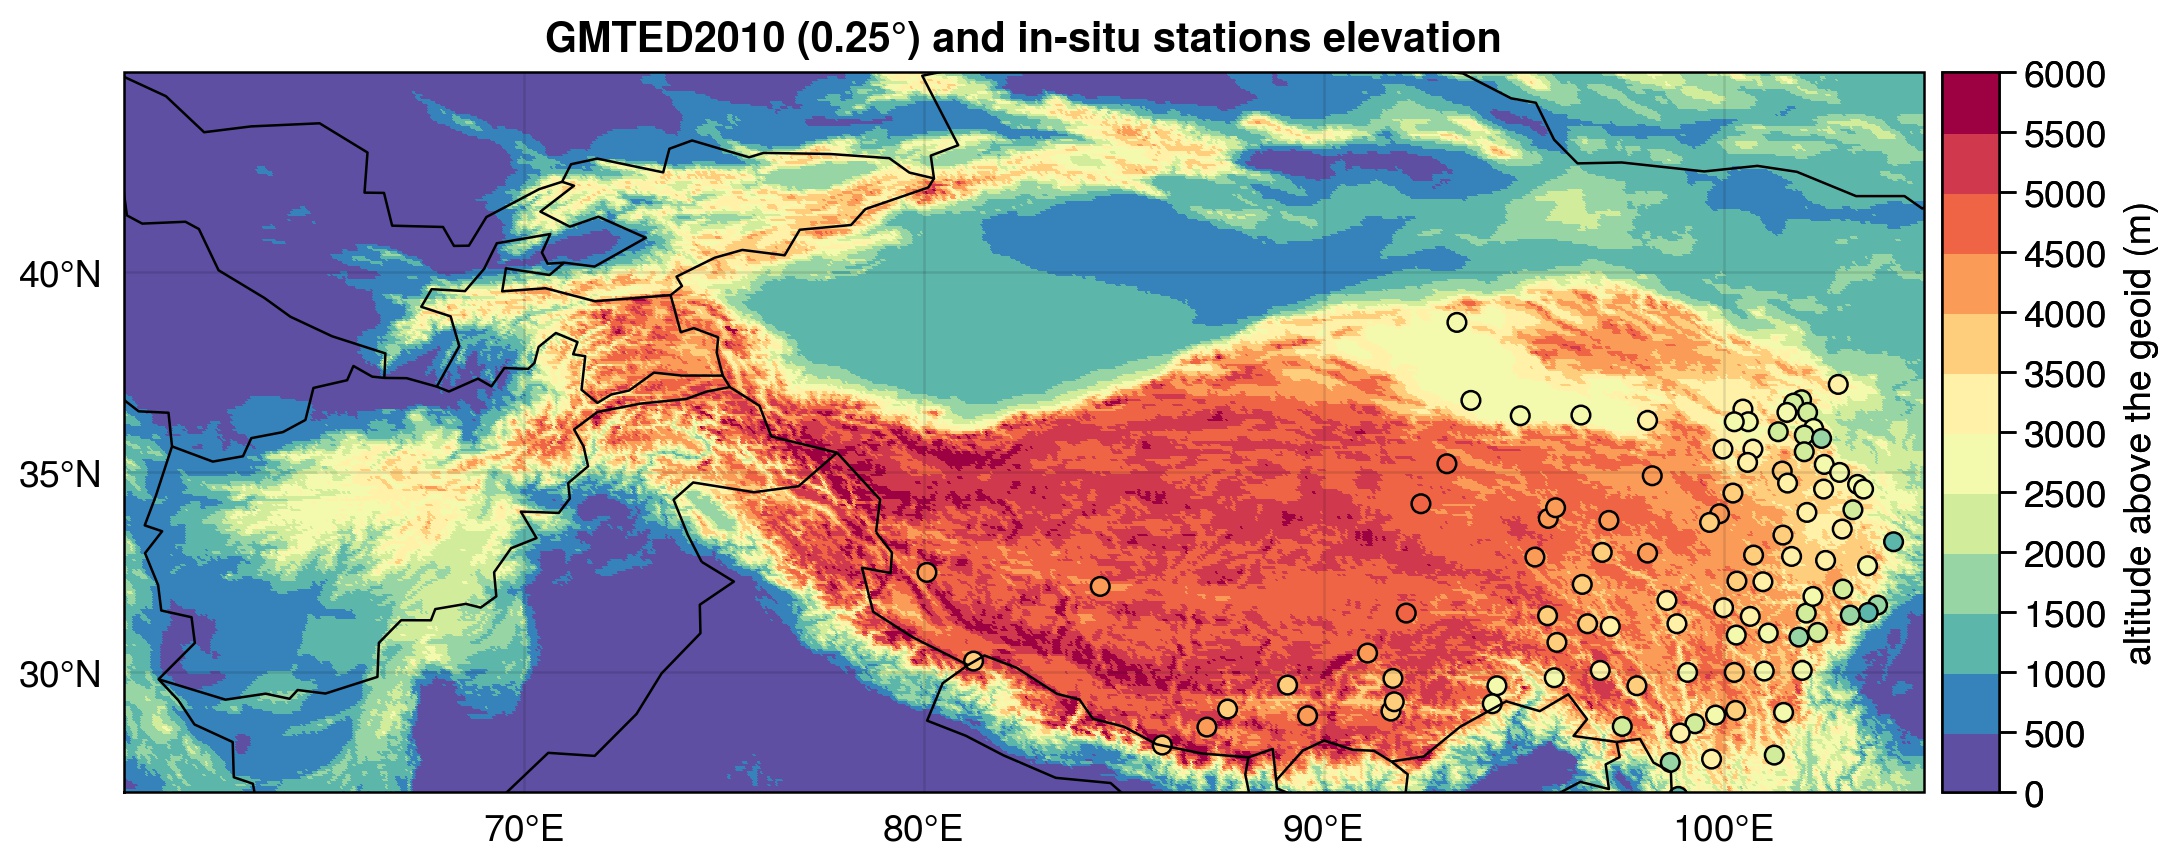 GMTED2010 (0.25°) and in-situ stations elevation
40°N
35°N
30°N
70°E
80°E
90°E
100°E
6000
5500
5000
4500
4000
3500
3000
2500
2000
1500
1000
500
0
altitude above the geoid (m)